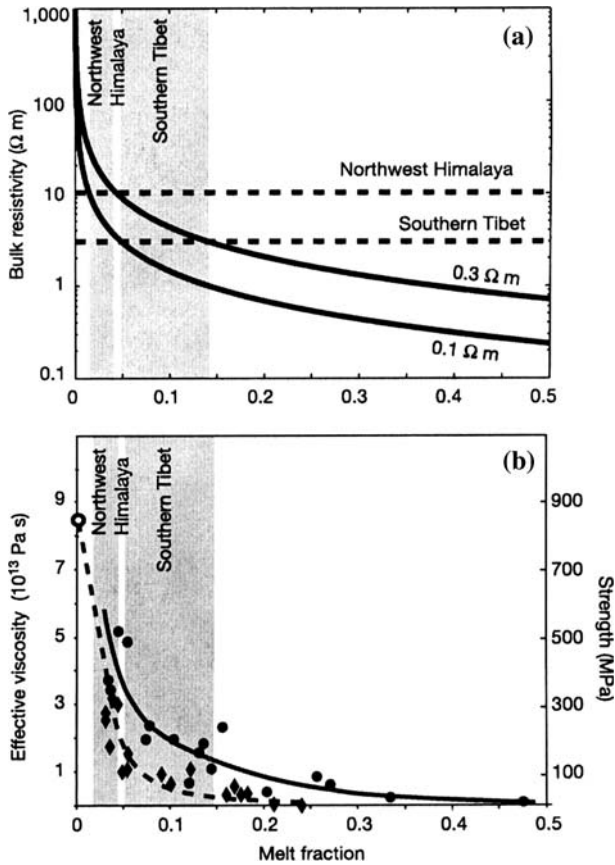 (a)
1,000
100
10
1
0.1
Bulk resistivity (Ω m)
Northwest
Himalaya
Southern Tibet
Northwest Himalaya
Southern Tibet
0.3 Ω m
0.1 Ω m
0 0.1 0.2 0.3 0.4 0.5
(b)
9
7
5
3
1
Effective viscosity (10¹³ Pa s)
Northwest
Himalaya
Southern Tibet
900
700
500
300
100
Strength (MPa)
0 0.1 0.2 0.3 0.4 0.5
Melt fraction